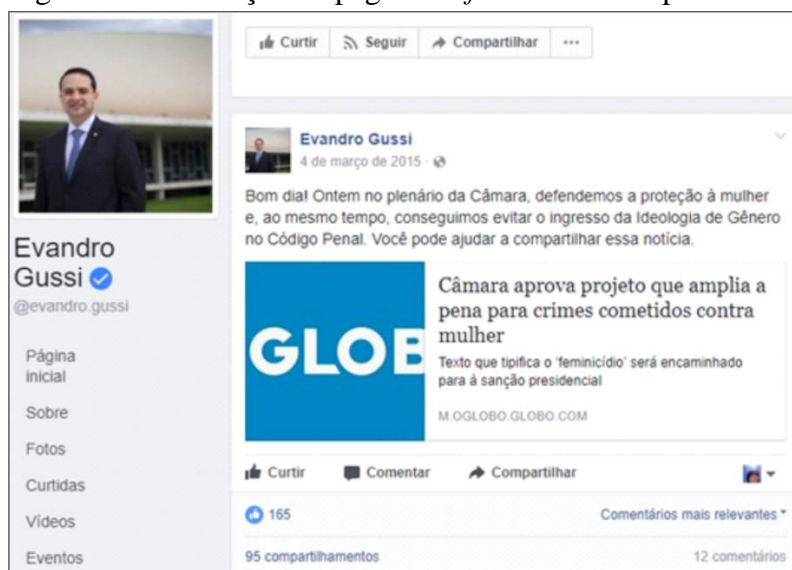 Curtir Seguir Compartilhar ...
Evandro Gussi
@evandro.gussi
Página inicial
Sobre
Fotos
Curtidas
Vídeos
Eventos
Evandro Gussi
4 de março de 2015
Bom dia! Ontem no plenário da Câmara, defendemos a proteção à mulher
e, ao mesmo tempo, conseguimos evitar o ingresso da Ideologia de Gênero
no Código Penal. Você pode ajudar a compartilhar essa notícia.
GLOB
Câmara aprova projeto que amplia a
pena para crimes cometidos contra
mulher
Texto que tipifica o 'feminicídio' será encaminhado
para á sanção presidencial
M.OGLOBO.GLOBO.COM
Curtir Comentar Compartilhar
165 Comentários mais relevantes
95 compartilhamentos 12 comentários